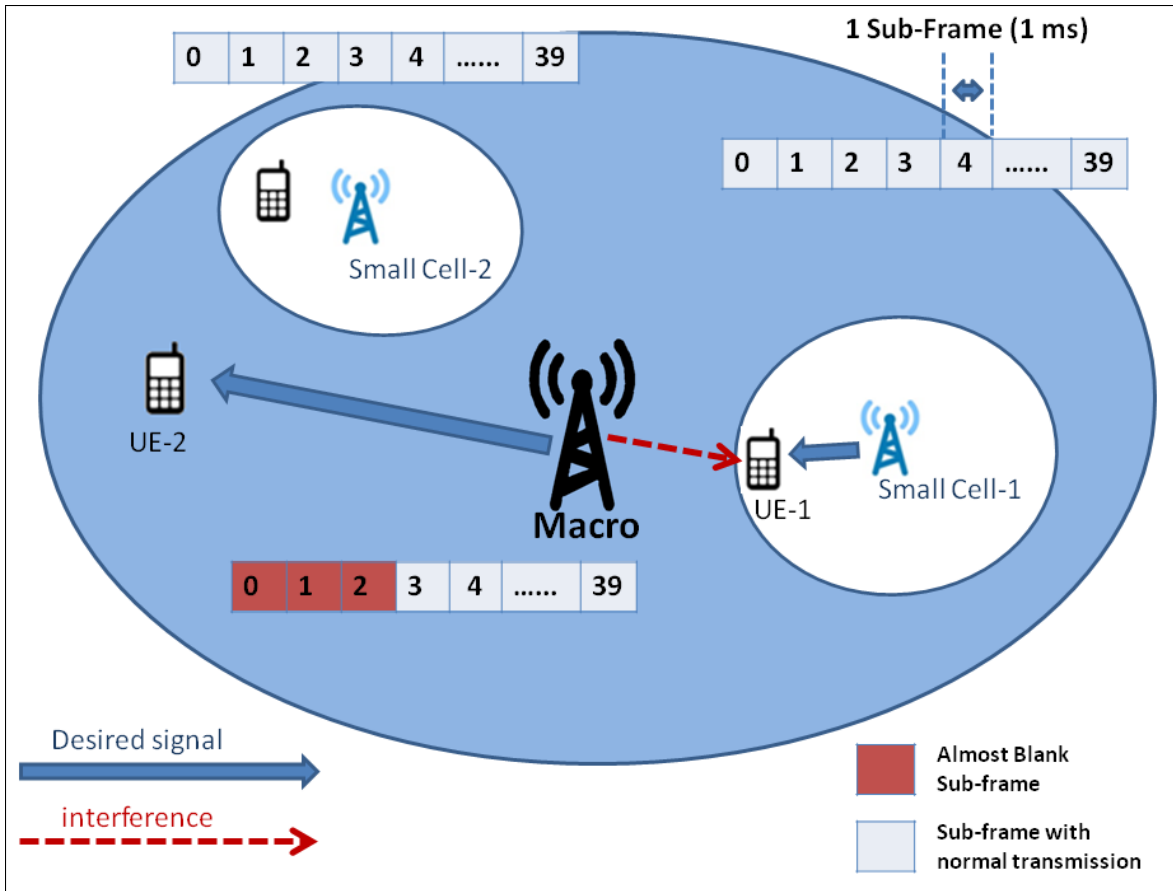 1 Sub-Frame (1 ms)
0 1 2 3 4 ...... 39
0 1 2 3 4 ...... 39
Small Cell-2
UE-2
Macro
UE-1
Small Cell-1
0 1 2 3 4 ...... 39
Desired signal
interference
Almost Blank
Sub-frame
Sub-frame with
normal transmission